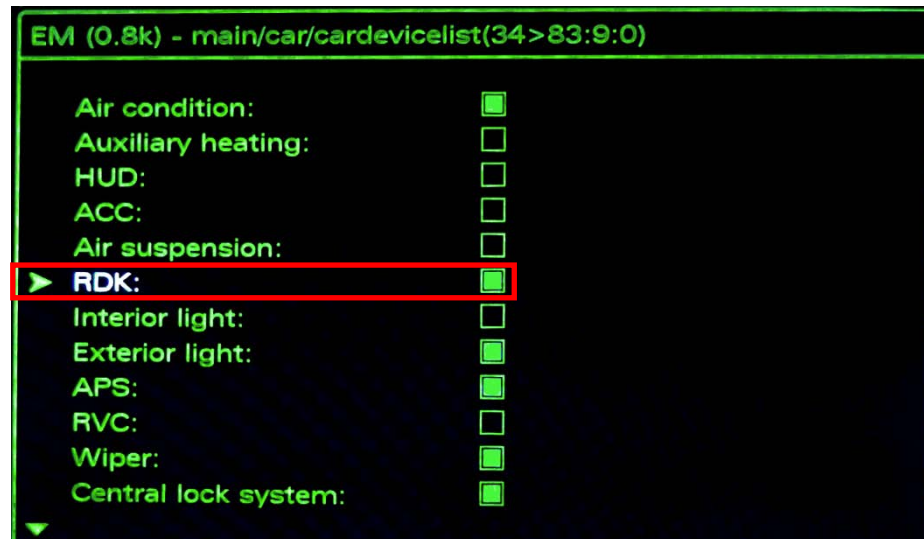 EM (0.8k) - main/car/cardevicelist(34>83:9:0)
Air condition:
Auxiliary heating:
HUD:
ACC:
Air suspension:
RDK:
Interior light:
Exterior light:
APS:
RVC:
Wiper:
Central lock system: